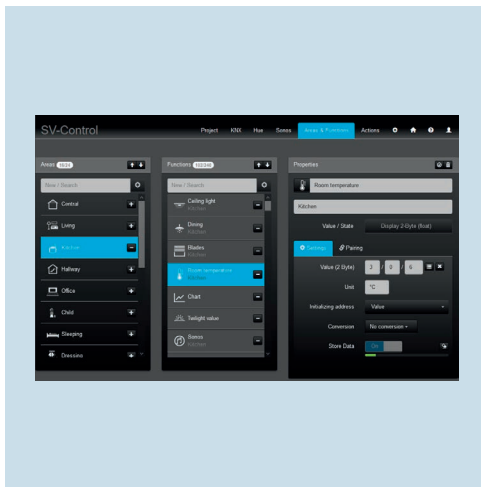 SV-Control
Project KNX Hue Sonos Areas & Functions Actions
Areas
Functions
Properties
New / Search
New / Search
Room temperature
Kitchen
Central
Living
Kitchen
Hallway
Office
Child
Sleeping
Dressing
Ceiling light
Kitchen
Dining
Kitchen
Blades
Kitchen
Room temperature
Kitchen
Chart
Twilight value
Sonos
Kitchen
Value / State Display 2-Byte (float)
Settings Pairing
Value (2 Byte) 3 / 0 / 6
Unit °C
Initializing address Value
Conversion No conversion
Store Data On